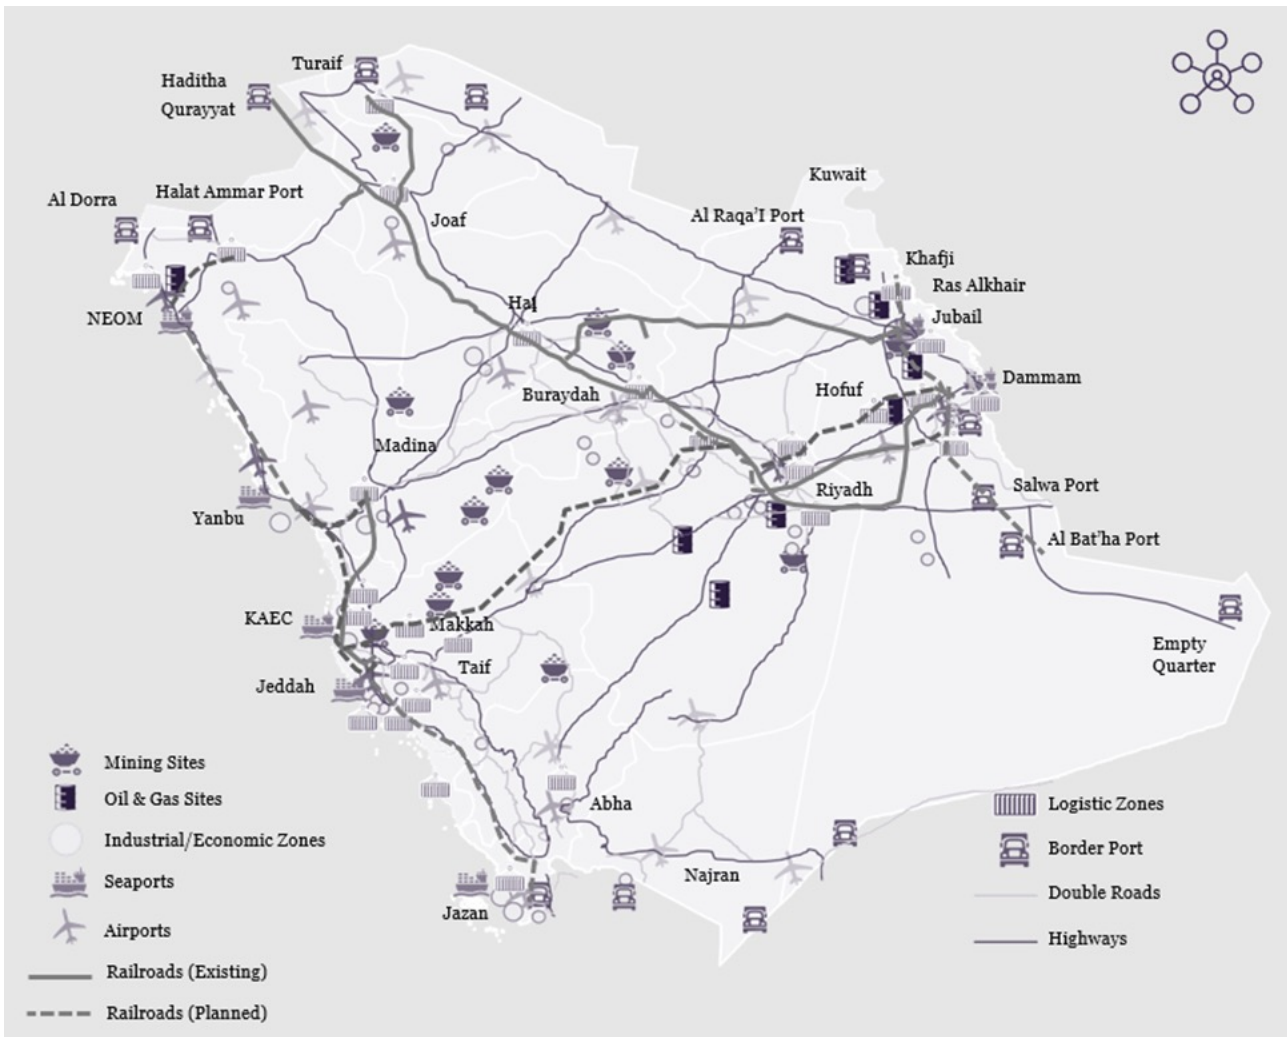 Turaif
Haditha
Qurayyat
Kuwait
Al Dorra
Halat Ammar Port
Al Raqa'I Port
Joaf
Khafji
Ras Alkhair
Hal
Jubail
NEOM
Dammam
Hofuf
Buraydah
Madina
Riyadh
Salwa Port
Yanbu
Al Bat'ha Port
KAEC
Makkah
Empty
Quarter
Taif
Jeddah
Abha
Najran
Jazan
Mining Sites
Oil & Gas Sites
Industrial/Economic Zones
Seaports
Airports
Railroads (Existing)
Railroads (Planned)
Logistic Zones
Border Port
Double Roads
Highways